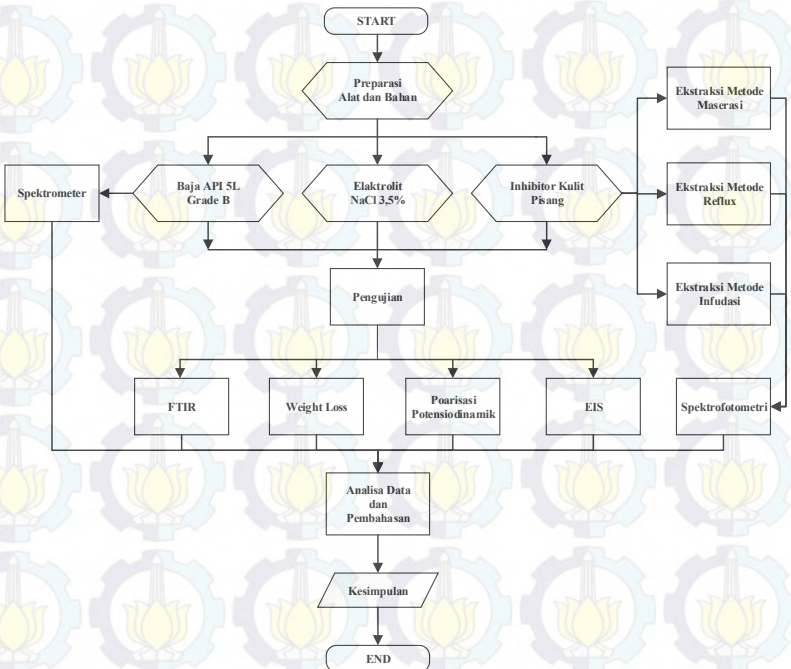 START
Preparasi
Alat dan Bahan
Ekstraksi Metode
Maserasi
Spektrometer
Baja API 5L
Grade B
Elaktrolit
NaCl 3,5%
Inhibitor Kulit
Pisang
Ekstraksi Metode
Reflux
Pengujian
Ekstraksi Metode
Infudasi
FTIR
Weight Loss
Poarisasi
Potensiodinamik
EIS
Spektrofotometri
Analisa Data
dan
Pembahasan
Kesimpulan
END